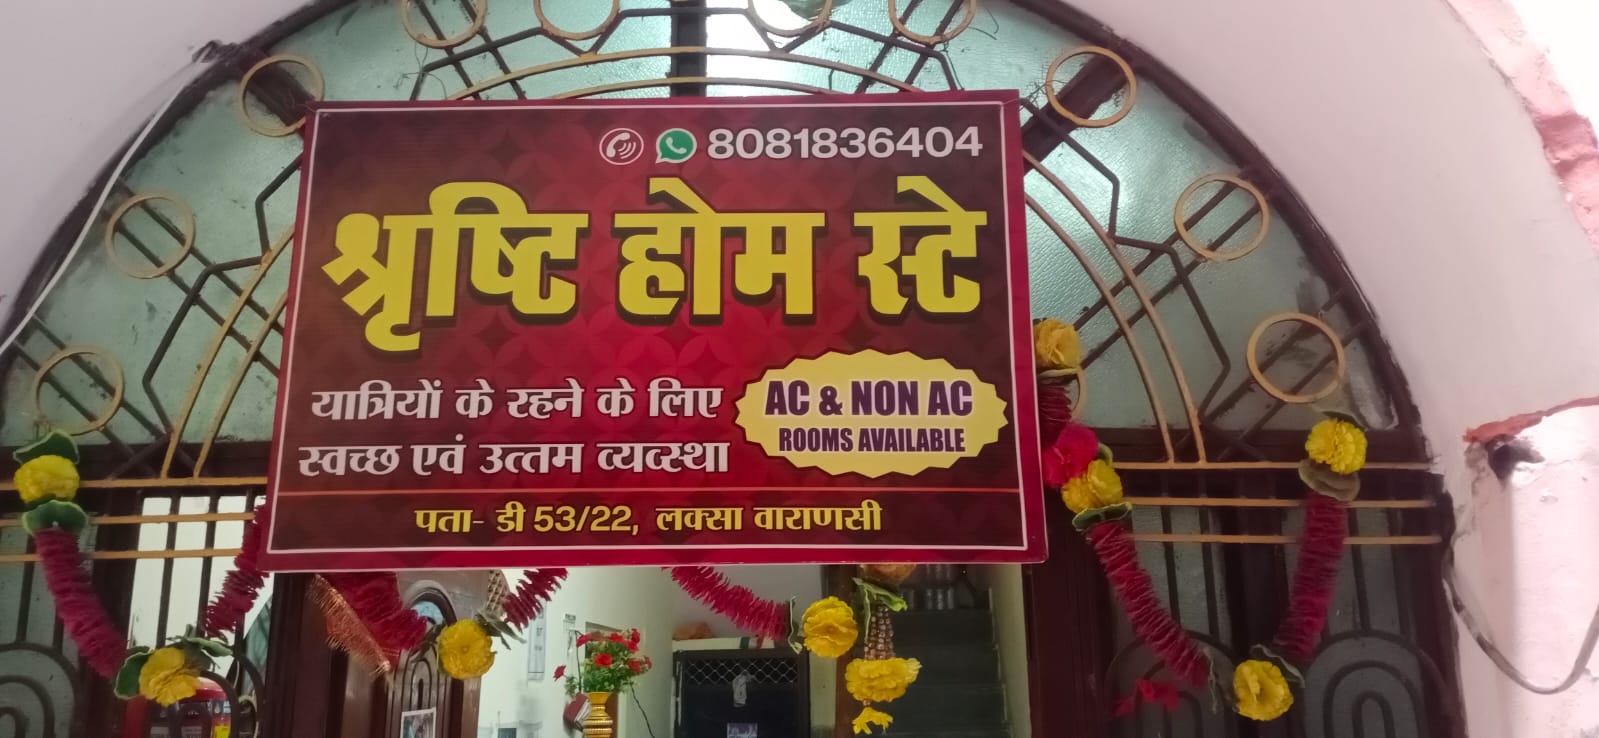 8081836404
श्रृष्टि होम स्टे
यात्रियों के रहने के लिए
स्वच्छ एवं उत्तम व्यवस्था
AC & NON AC
ROOMS AVAILABLE
पता- डी 53/22, लक्सा वाराणसी